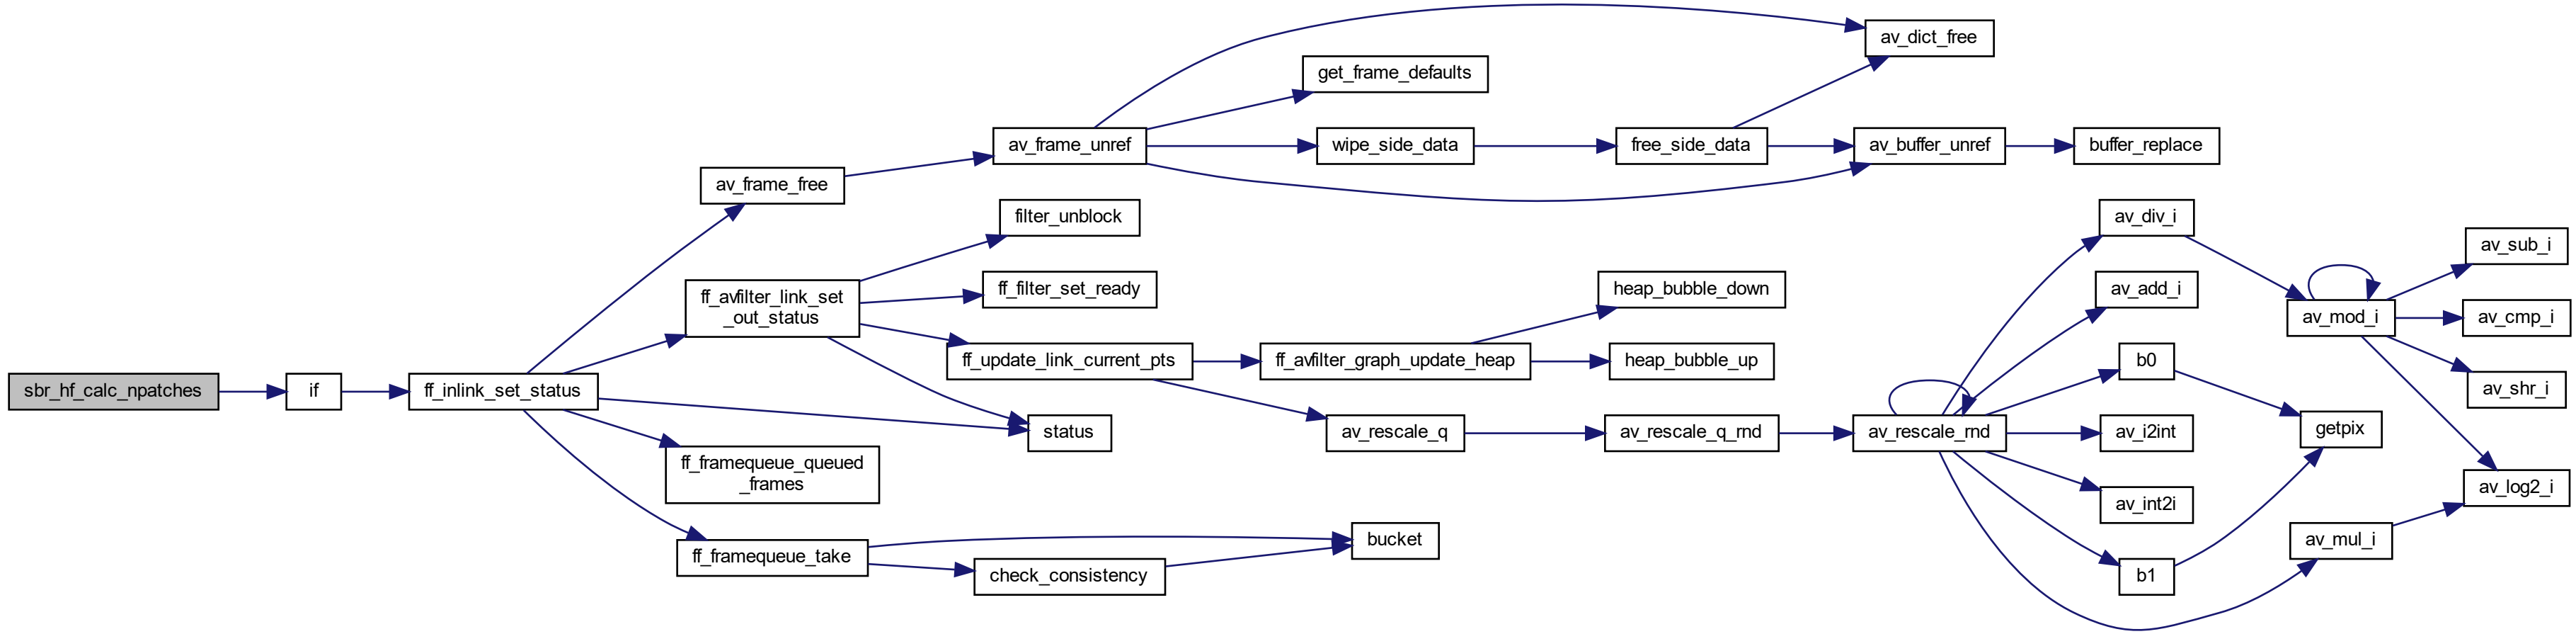 sbr_hf_calc_npatches
if
ff_inlink_set_status
av_frame_free
av_frame_unref
av_dict_free
get_frame_defaults
wipe_side_data
free_side_data
av_buffer_unref
buffer_replace
ff_avfilter_link_set
_out_status
filter_unblock
ff_filter_set_ready
ff_update_link_current_pts
status
ff_avfilter_graph_update_heap
heap_bubble_down
heap_bubble_up
av_rescale_q
av_rescale_q_rnd
av_rescale_rnd
av_div_i
av_add_i
b0
av_i2int
av_int2i
b1
av_mod_i
av_sub_i
av_cmp_i
av_shr_i
getpix
av_log2_i
av_mul_i
ff_framequeue_queued
_frames
ff_framequeue_take
check_consistency
bucket